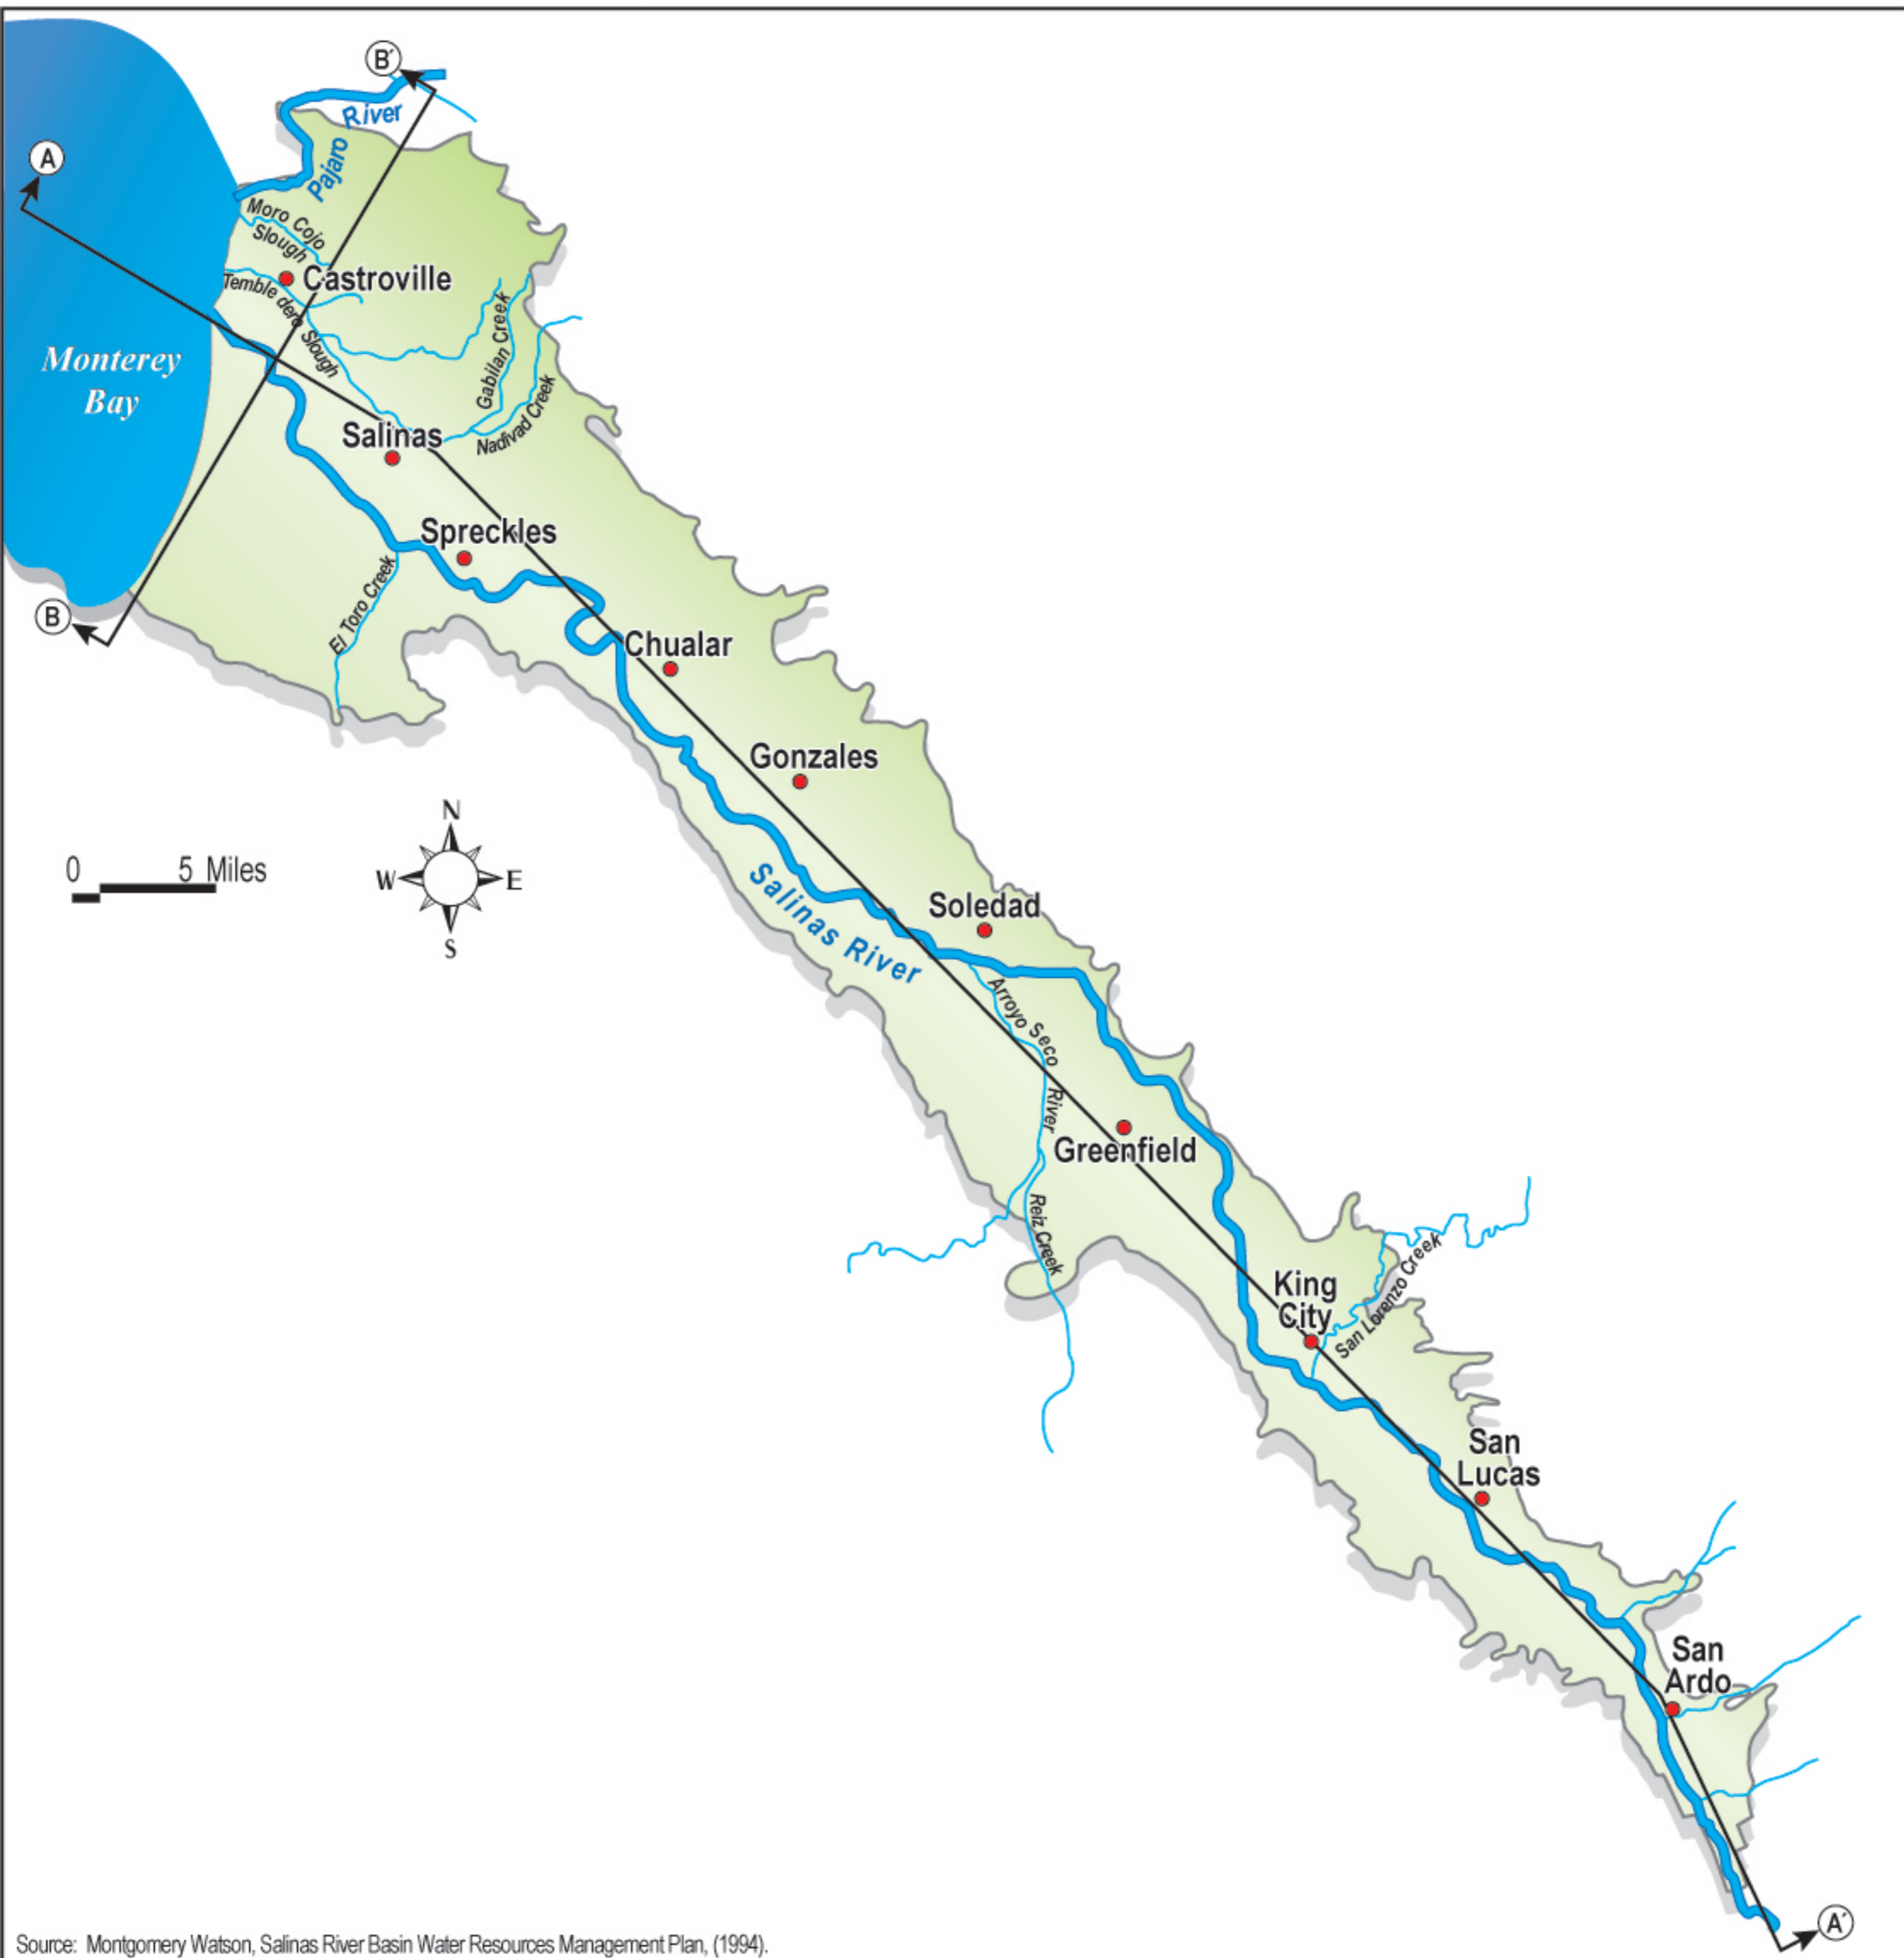 B′
A
Pajaro River
Moro Cojo
Slough
Castroville
Temble dero Slough
Gabilan Creek
Nadivad Creek
Monterey
Bay
Salinas
Spreckles
El Toro Creek
B
Chualar
Gonzales
N
W
E
S
0 5 Miles
Salinas River
Soledad
Arroyo Seco River
Greenfield
Reiz Creek
King
City
San Lorenzo Creek
San
Lucas
San
Ardo
A′
Source: Montgomery Watson, Salinas River Basin Water Resources Management Plan, (1994).